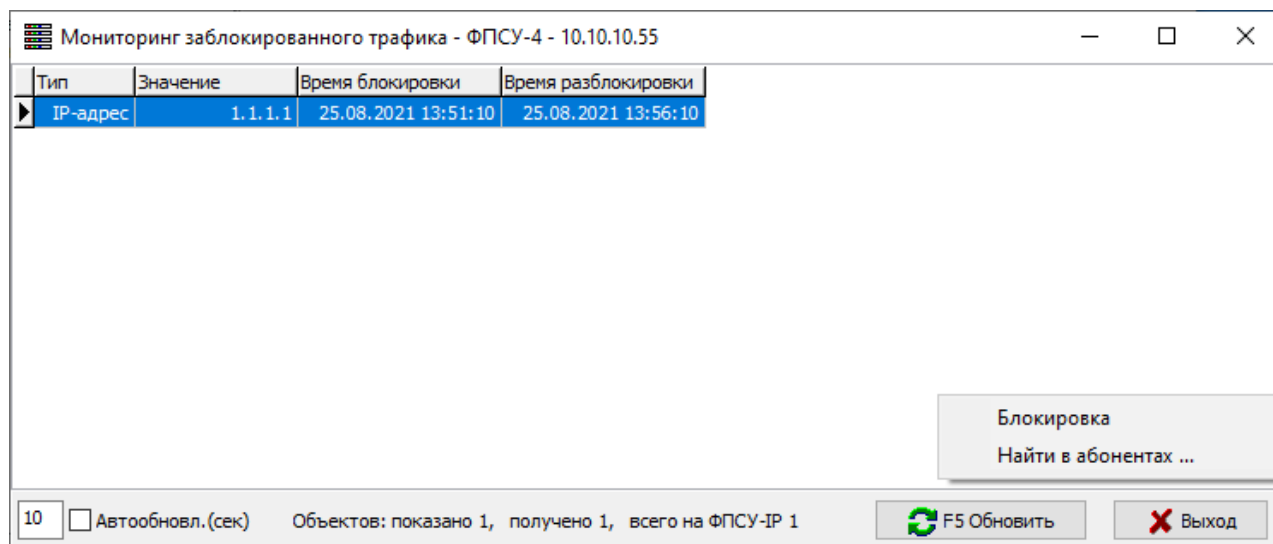 Мониторинг заблокированного трафика - ФПСУ-4 - 10.10.10.55
Тип Значение Время блокировки Время разблокировки
IP-адрес 1.1.1.1 25.08.2021 13:51:10 25.08.2021 13:56:10
Блокировка
Найти в абонентах ...
10 Автообновл.(сек) Объектов: показано 1, получено 1, всего на ФПСУ-IP 1 F5 Обновить Выход